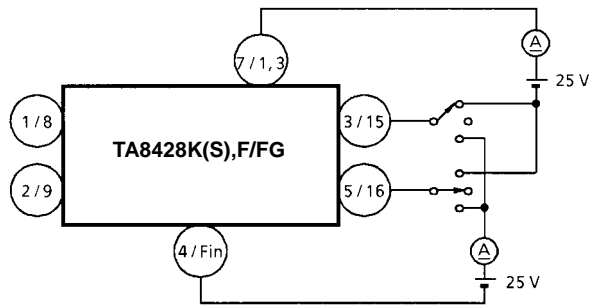 7 / 1, 3
A
25 V
1 / 8
3 / 15
TA8428K(S),F/FG
2 / 9
5 / 16
4 / Fin
A
25 V